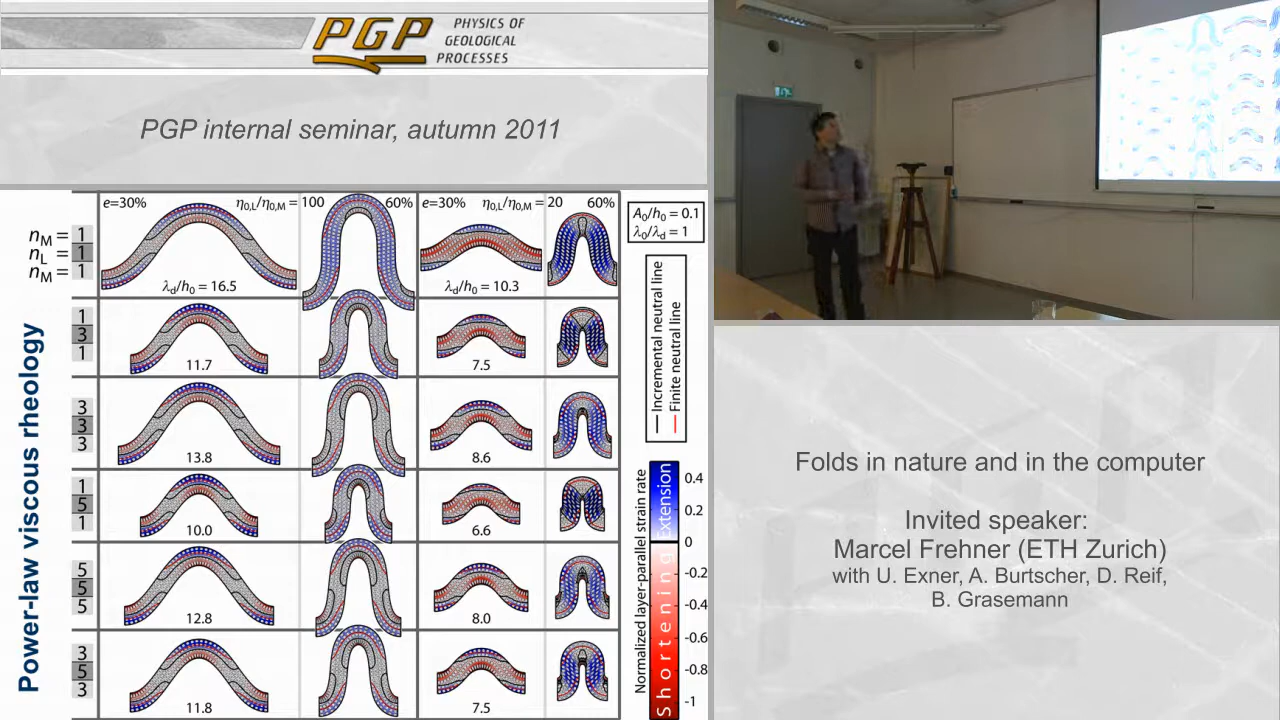 PGP
PHYSICS OF
GEOLOGICAL
PROCESSES
PGP internal seminar, autumn 2011
Power-law viscous rheology
e=30% η0,L/η0,M = 100 60% e=30% η0,L/η0,M = 20 60%
nM = 1
nL = 1
nM = 1
λd/h0 = 16.5 λd/h0 = 10.3
1
3
1
11.7 7.5
3
3
3
13.8 8.6
1
5
1
10.0 6.6
5
5
5
12.8 8.0
3
5
3
11.8 7.5
A0/h0 = 0.1
λ0/λd = 1
Incremental neutral line
Finite neutral line
Normalized layer-parallel strain rate
Extension
Shortening
0.4
0.2
0
-0.2
-0.4
-0.6
-0.8
-1
Folds in nature and in the computer
Invited speaker:
Marcel Frehner (ETH Zurich)
with U. Exner, A. Burtscher, D. Reif,
B. Grasemann